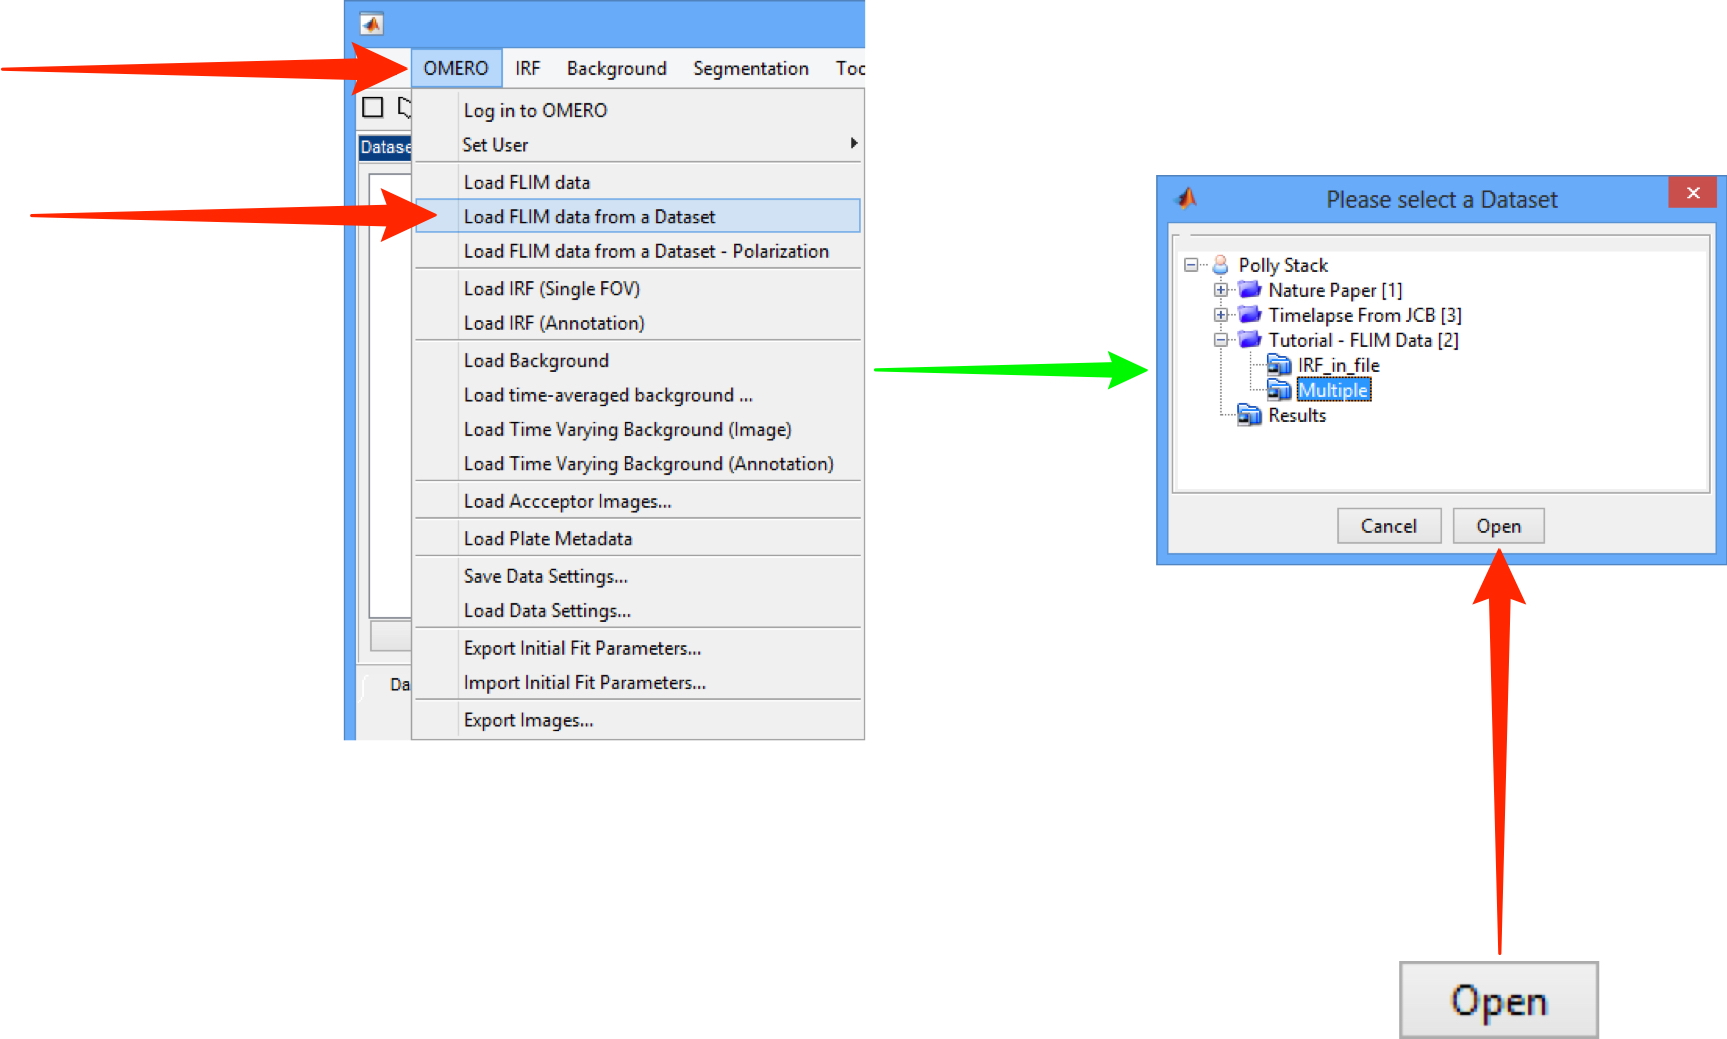 OMERO IRF Background Segmentation Too
Log in to OMERO
Set User
Datase
Load FLIM data
Load FLIM data from a Dataset
Load FLIM data from a Dataset - Polarization
Load IRF (Single FOV)
Load IRF (Annotation)
Load Background
Load time-averaged background ...
Load Time Varying Background (Image)
Load Time Varying Background (Annotation)
Load Accceptor Images...
Load Plate Metadata
Save Data Settings...
Load Data Settings...
Export Initial Fit Parameters...
Import Initial Fit Parameters...
Da
Export Images...
Please select a Dataset
Polly Stack
Nature Paper [1]
Timelapse From JCB [3]
Tutorial - FLIM Data [2]
IRF_in_file
Multiple
Results
Cancel Open
Open